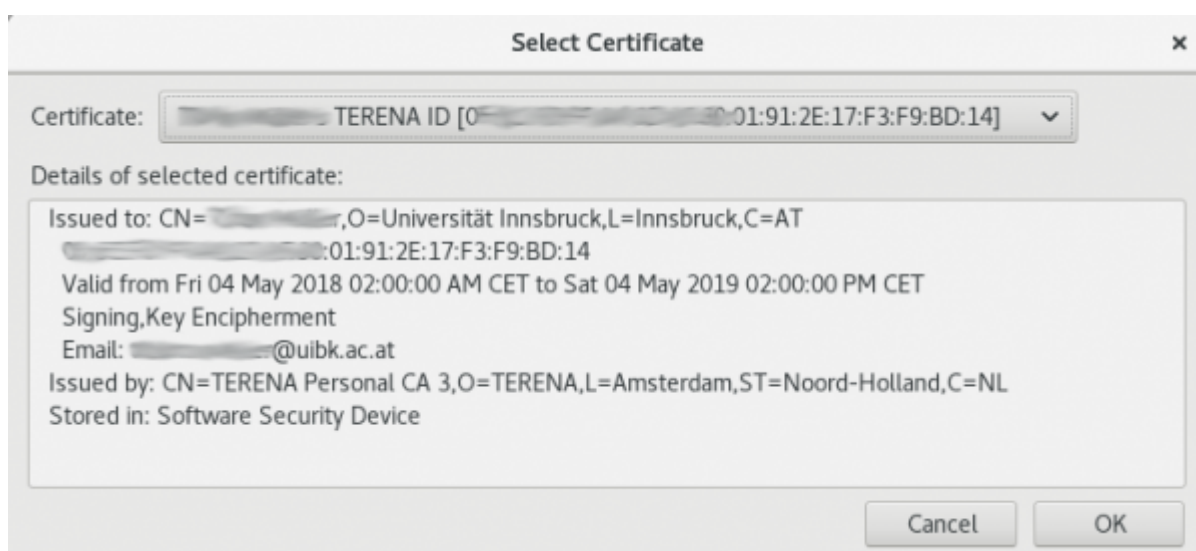 Select Certificate
Certificate: TERENA ID [0 :01:91:2E:17:F3:F9:BD:14]
Details of selected certificate:
Issued to: CN= ,O=Universität Innsbruck,L=Innsbruck,C=AT
:01:91:2E:17:F3:F9:BD:14
Valid from Fri 04 May 2018 02:00:00 AM CET to Sat 04 May 2019 02:00:00 PM CET
Signing,Key Encipherment
Email: @uibk.ac.at
Issued by: CN=TERENA Personal CA 3,O=TERENA,L=Amsterdam,ST=Noord-Holland,C=NL
Stored in: Software Security Device
Cancel OK